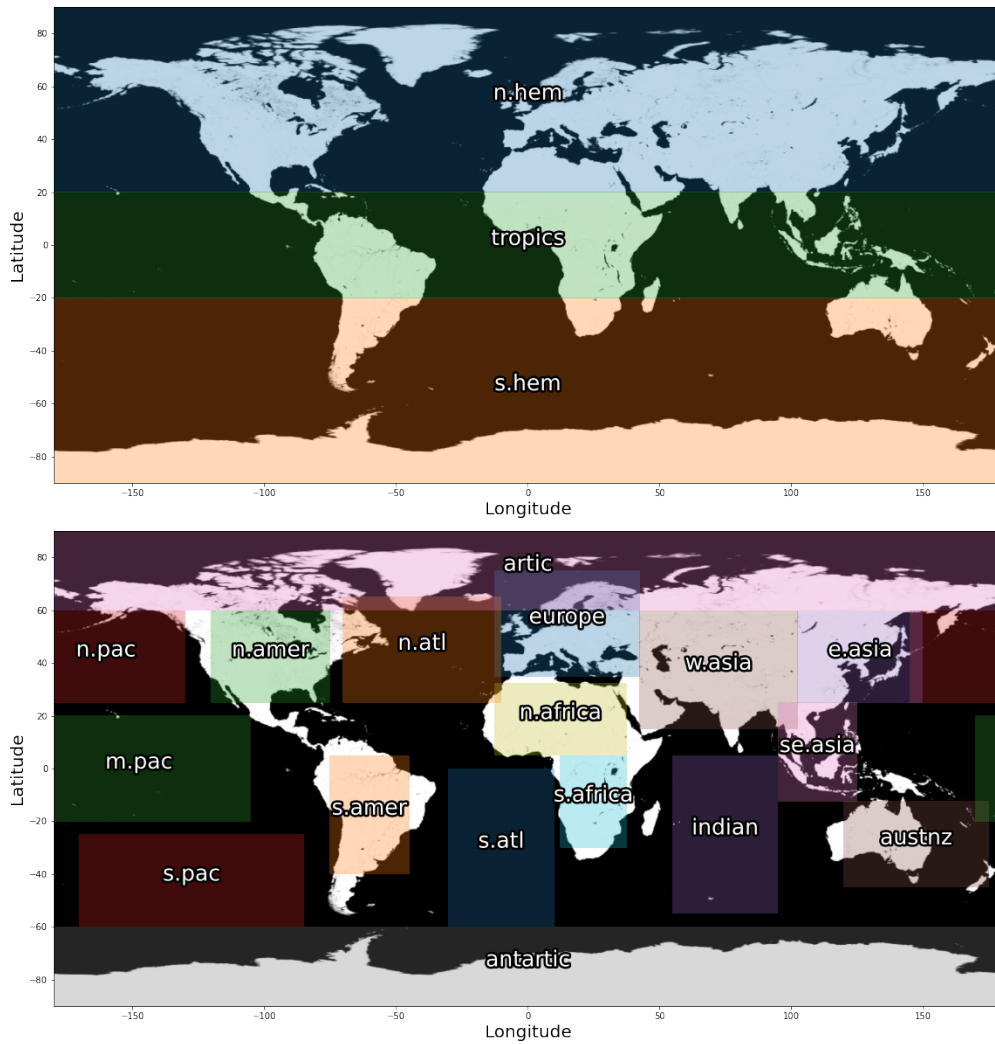 80
60
40
20
0
−20
−40
−60
−80
Latitude
n.hem
tropics
s.hem
−150 −100 −50 0 50 100 150
Longitude
80
60
40
20
0
−20
−40
−60
−80
Latitude
artic
europe
n.pac n.amer n.atl w.asia e.asia
n.africa
m.pac se.asia
s.amer s.africa
s.pac s.atl indian austnz
antartic
−150 −100 −50 0 50 100 150
Longitude